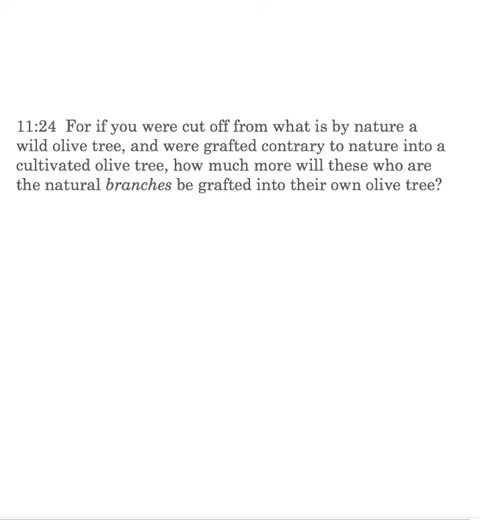 11:24 For if you were cut off from what is by nature a
wild olive tree, and were grafted contrary to nature into a
cultivated olive tree, how much more will these who are
the natural branches be grafted into their own olive tree?